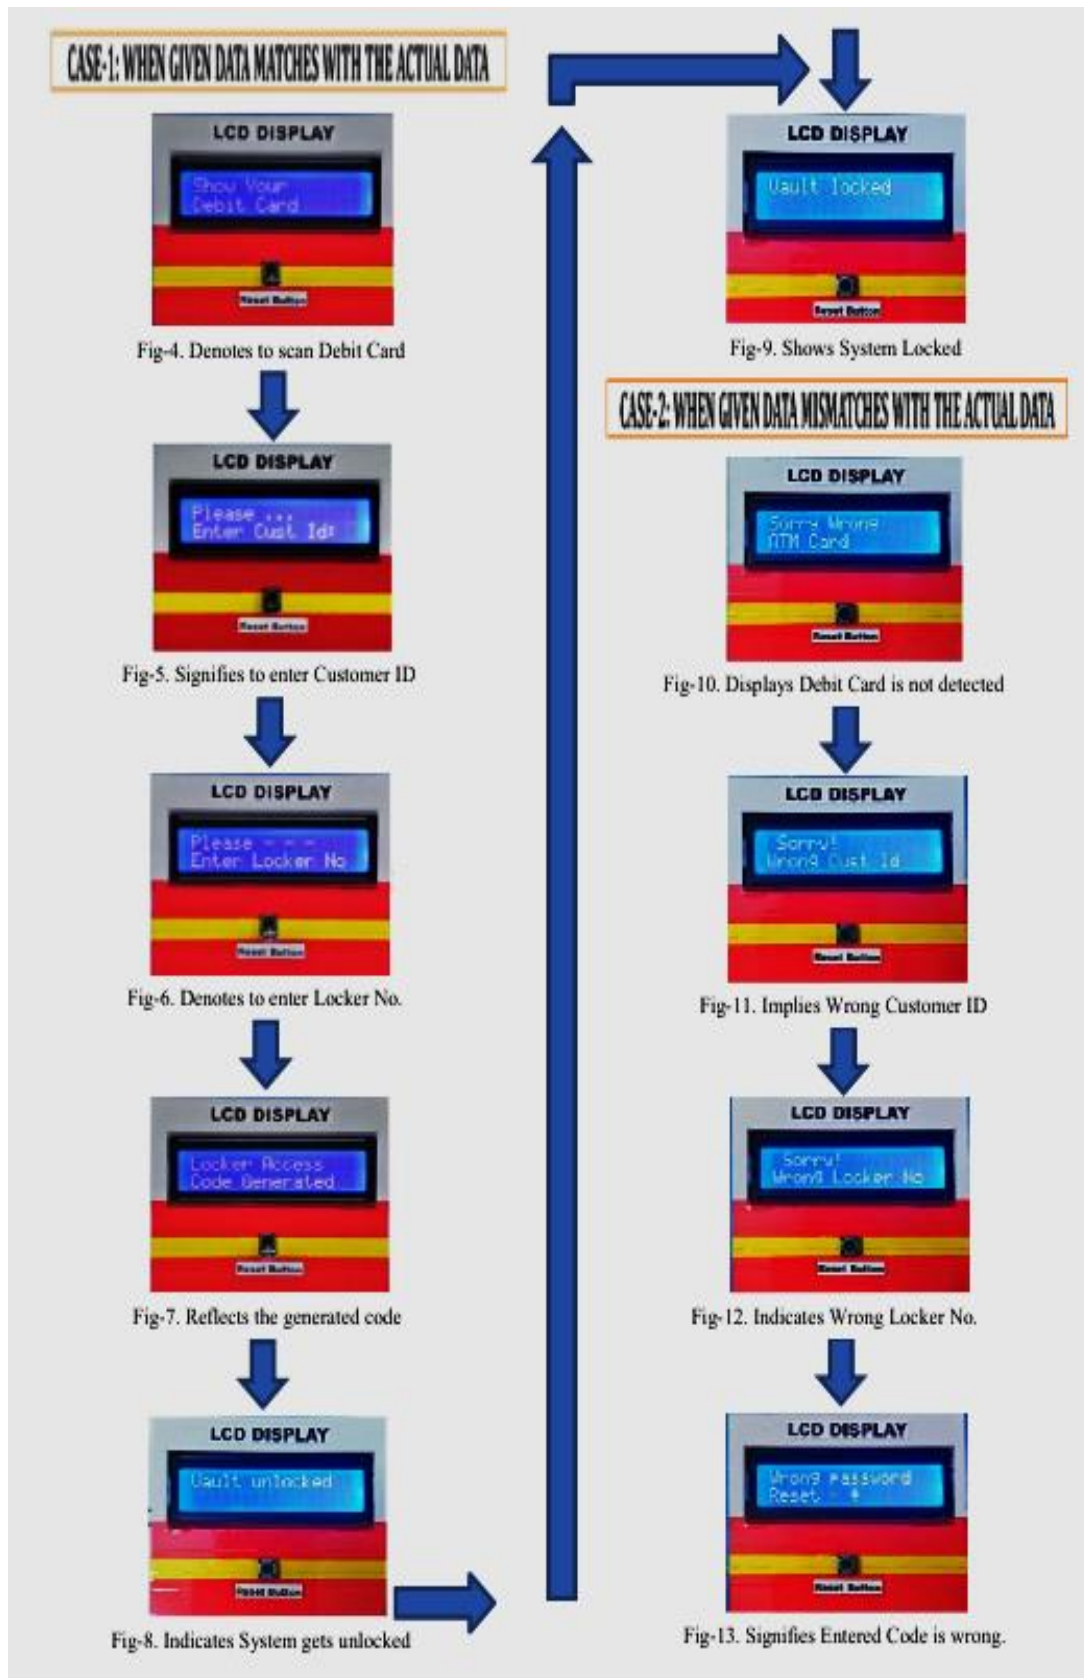 CASE-1: WHEN GIVEN DATA MATCHES WITH THE ACTUAL DATA
LCD DISPLAY
Show Your
Debit Card
Reset Button
Fig-4. Denotes to scan Debit Card
LCD DISPLAY
Please ...
Enter Cust Id:
Reset Button
Fig-5. Signifies to enter Customer ID
LCD DISPLAY
Please - - -
Enter Locker No
Reset Button
Fig-6. Denotes to enter Locker No.
LCD DISPLAY
Locker Access
Code Generated
Reset Button
Fig-7. Reflects the generated code
LCD DISPLAY
Vault unlocked
Reset Button
Fig-8. Indicates System gets unlocked
LCD DISPLAY
Vault locked
Reset Button
Fig-9. Shows System Locked
CASE-2: WHEN GIVEN DATA MISMATCHES WITH THE ACTUAL DATA
LCD DISPLAY
Sorry Wrong
ATM Card
Reset Button
Fig-10. Displays Debit Card is not detected
LCD DISPLAY
Sorry!
Wrong Cust Id
Reset Button
Fig-11. Implies Wrong Customer ID
LCD DISPLAY
Sorry!
Wrong Locker No
Reset Button
Fig-12. Indicates Wrong Locker No.
LCD DISPLAY
Wrong password
Reset -
Reset Button
Fig-13. Signifies Entered Code is wrong.